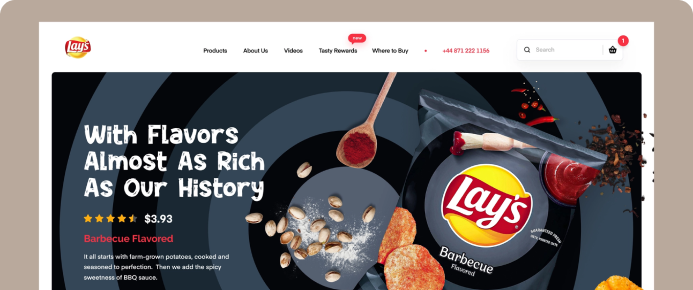 Lay's
Products
About Us
Videos
Tasty Rewards
new
Where to Buy
+44 871 222 1156
Search
1
With Flavors
Almost As Rich
As Our History
$3.93
Barbecue Flavored
It all starts with farm-grown potatoes, cooked and
seasoned to perfection. Then we add the spicy
sweetness of BBQ sauce.
Lay's
Barbecue
Flavored